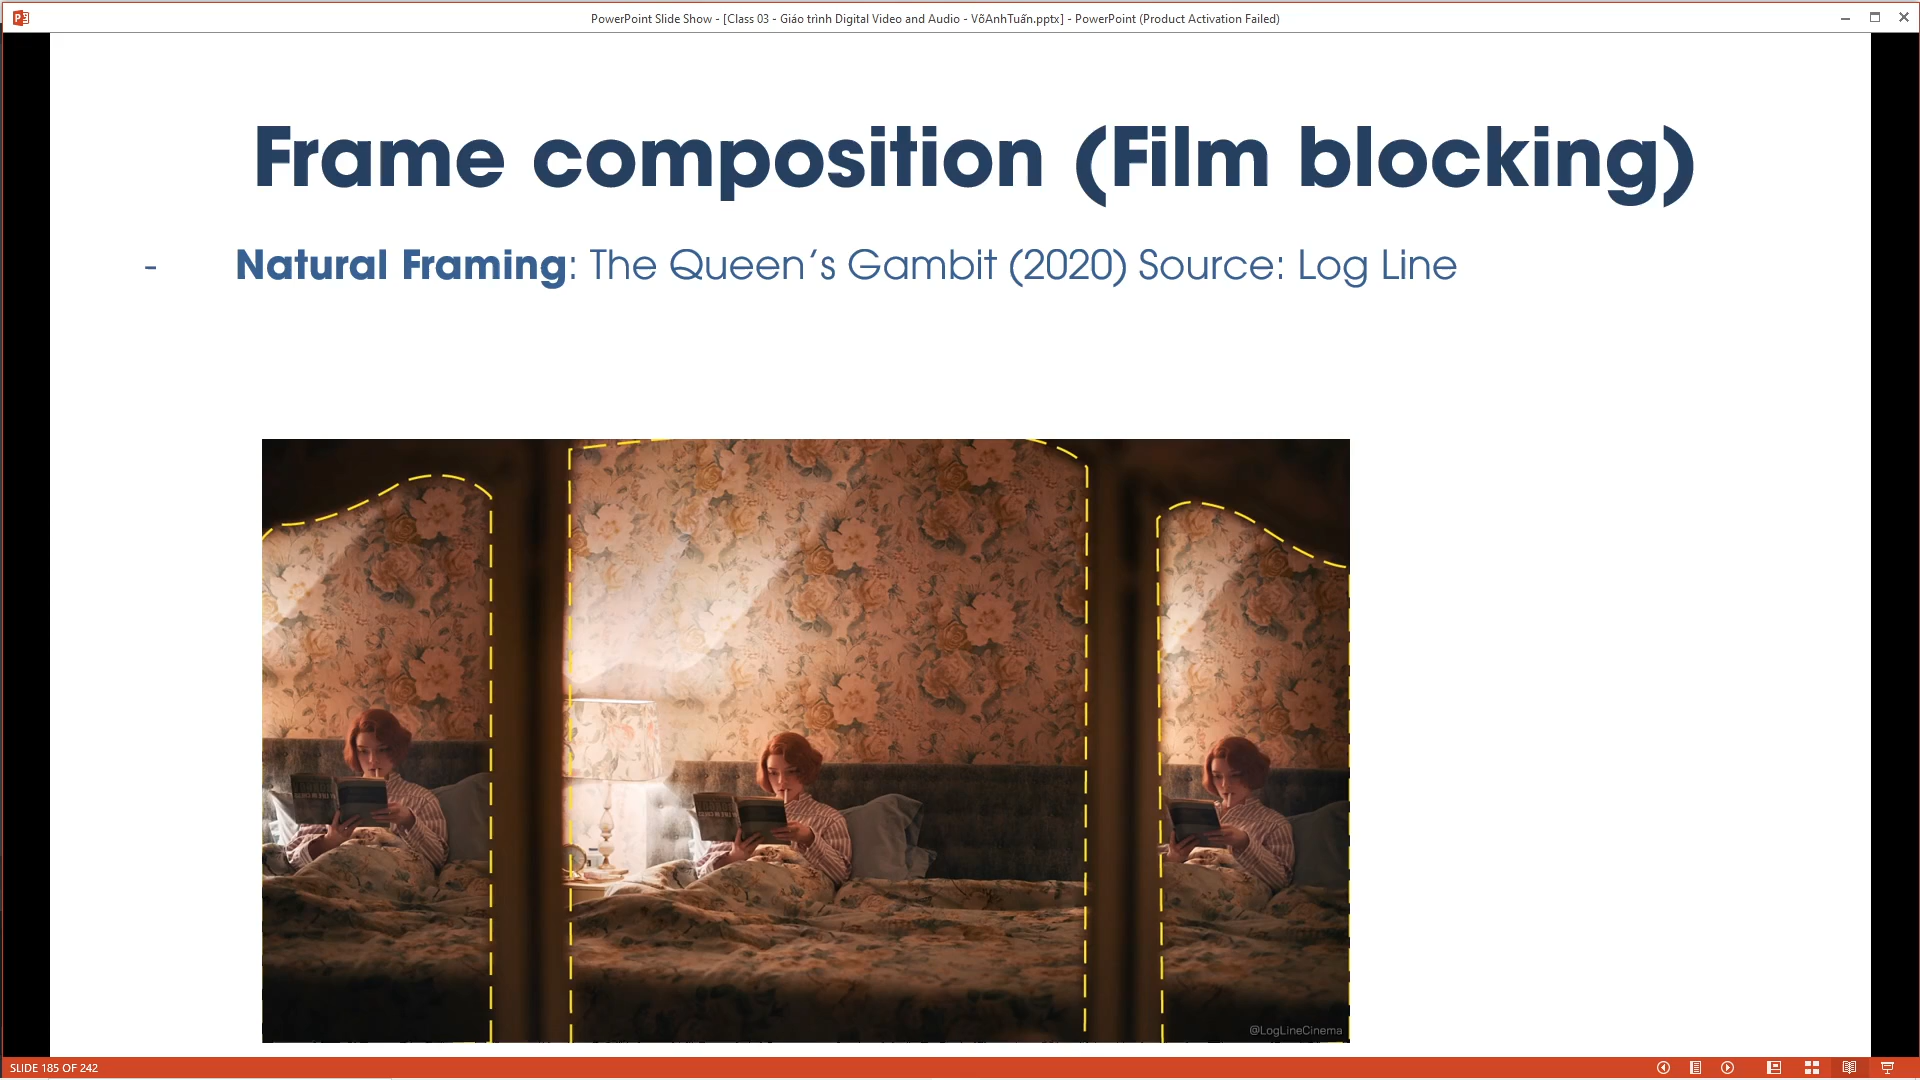 PowerPoint Slide Show - [Class 03 - Giáo trình Digital Video and Audio - VõAnhTuấn.pptx] - PowerPoint (Product Activation Failed)
Frame composition (Film blocking)
- Natural Framing: The Queen's Gambit (2020) Source: Log Line
@LogLineCinema
SLIDE 185 OF 242